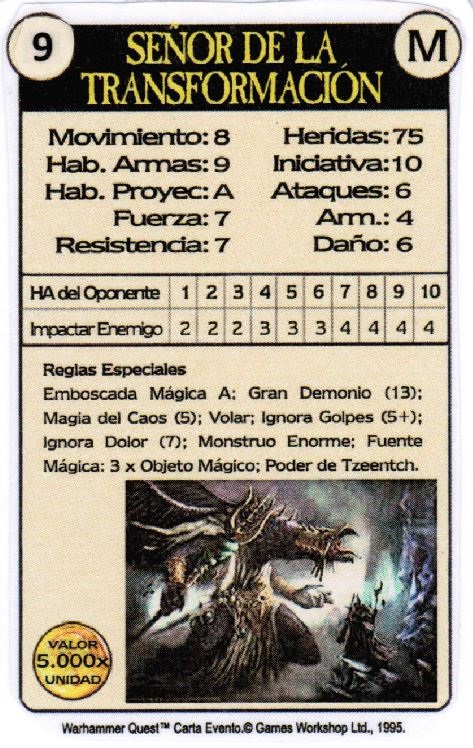 9
SEÑOR DE LA
TRANSFORMACIÓN
M
Movimiento: 8 Heridas: 75
Hab. Armas: 9 Iniciativa: 10
Hab. Proyec: A Ataques: 6
Fuerza: 7 Arm.: 4
Resistencia: 7 Daño: 6
HA del Oponente 1 2 3 4 5 6 7 8 9 10
Impactar Enemigo 2 2 2 3 3 3 4 4 4 4
Reglas Especiales
Emboscada Mágica A; Gran Demonio (13);
Magia del Caos (5); Volar; Ignora Golpes (5+);
Ignora Dolor (7); Monstruo Enorme; Fuente
Mágica: 3 x Objeto Mágico; Poder de Tzeentch.
VALOR
5.000x
UNIDAD
Warhammer Quest™ Carta Evento.© Games Workshop Ltd., 1995.